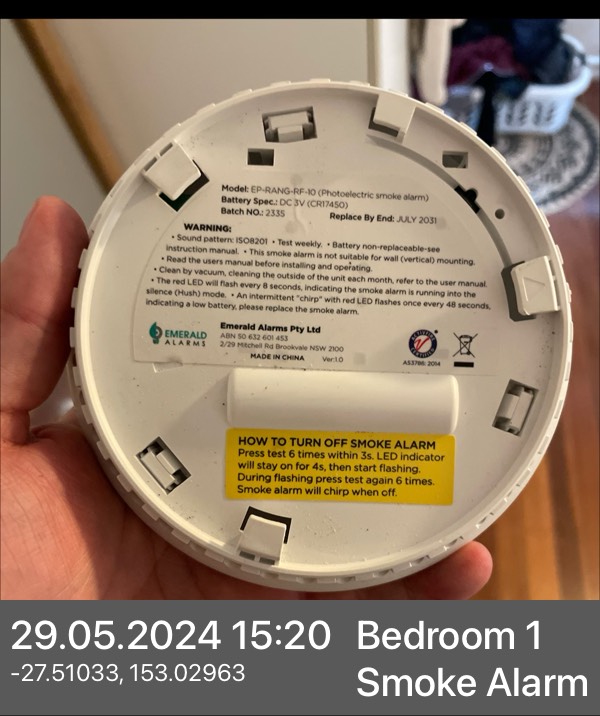 Model: EP-RANG-RF-10 (Photoelectric smoke alarm)
Battery Spec.: DC 3V (CR17450)
Batch NO.: 2335 Replace By End: JULY 2031
WARNING:
• Sound pattern: ISO8201 • Test weekly. • Battery non-replaceable-see
instruction manual. • This smoke alarm is not suitable for wall (vertical) mounting.
• Read the users manual before installing and operating.
• Clean by vacuum, cleaning the outside of the unit each month, refer to the user manual.
• The red LED will flash every 8 seconds, indicating the smoke alarm is running into the
silence (Hush) mode. • An intermittent "chirp" with red LED flashes once every 48 seconds,
indicating a low battery, please replace the smoke alarm.
EMERALD
ALARMS
Emerald Alarms Pty Ltd
ABN 50 632 601 453
2/29 Mitchell Rd Brookvale NSW 2100
MADE IN CHINA Ver:1.0
AS3786: 2014
HOW TO TURN OFF SMOKE ALARM
Press test 6 times within 3s. LED indicator
will stay on for 4s, then start flashing.
During flashing press test again 6 times.
Smoke alarm will chirp when off.
29.05.2024 15:20
-27.51033, 153.02963
Bedroom 1
Smoke Alarm